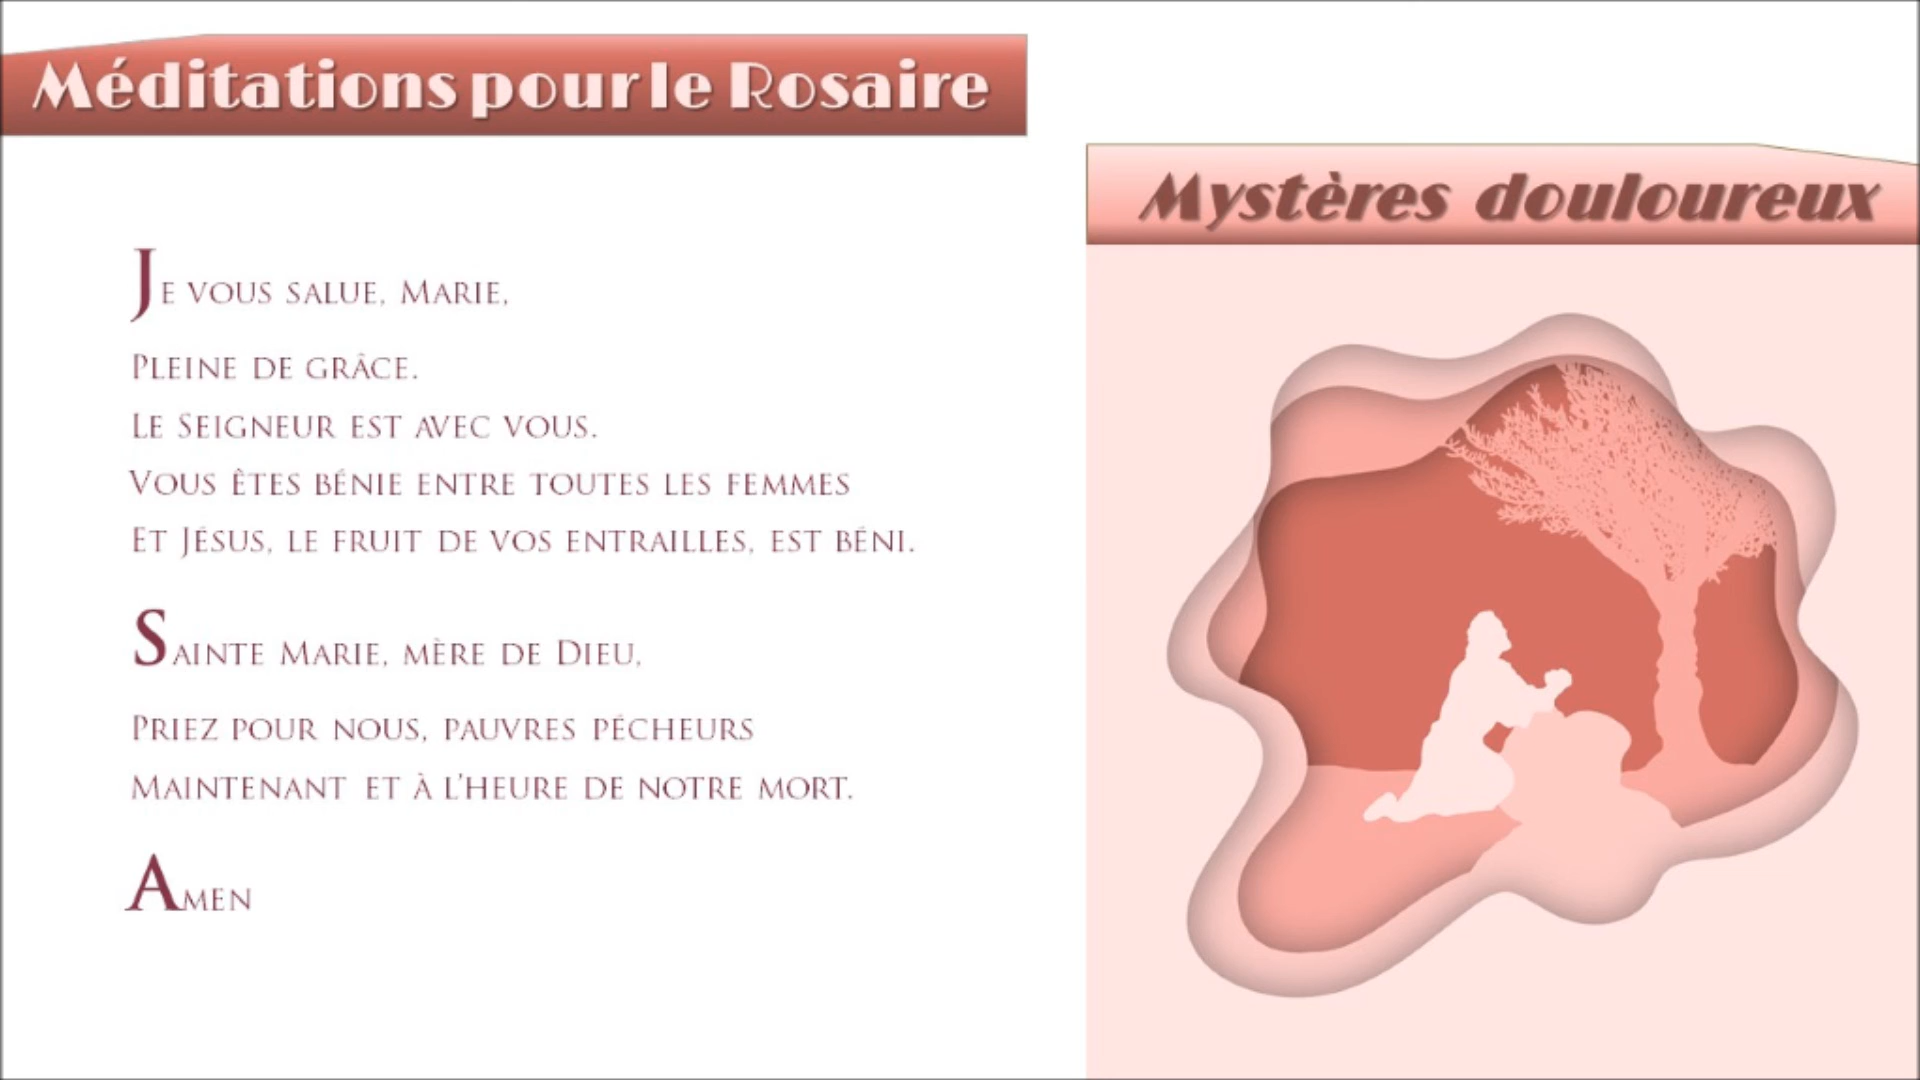 Méditations pour le Rosaire
Mystères douloureux
Je vous salue, Marie,
Pleine de grâce.
Le Seigneur est avec vous.
Vous êtes bénie entre toutes les femmes
Et Jésus, le fruit de vos entrailles, est béni.
Sainte Marie, mère de Dieu,
Priez pour nous, pauvres pécheurs
Maintenant et à l'heure de notre mort.
Amen